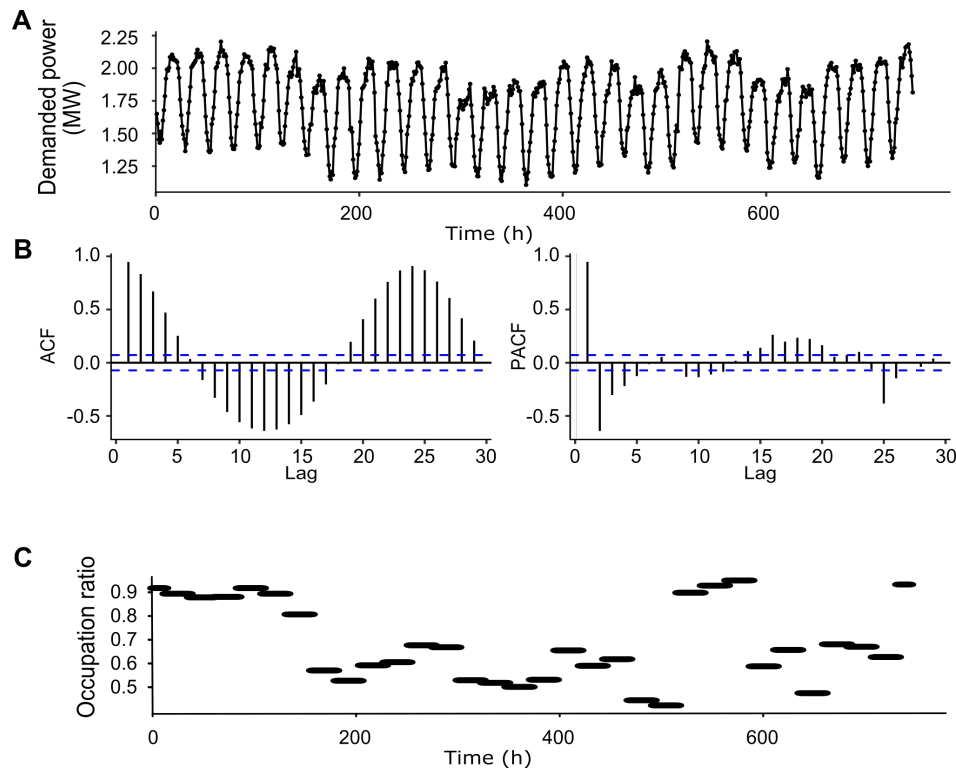 A
Demanded power
(MW)
2.25
2.00
1.75
1.50
1.25
0 200 400 600
Time (h)
B
ACF
1.0
0.5
0.0
-0.5
0 5 10 15 20 25 30
Lag
PACF
1.0
0.5
0.0
-0.5
0 5 10 15 20 25 30
Lag
C
Occupation ratio
0.9
0.8
0.7
0.6
0.5
0 200 400 600
Time (h)